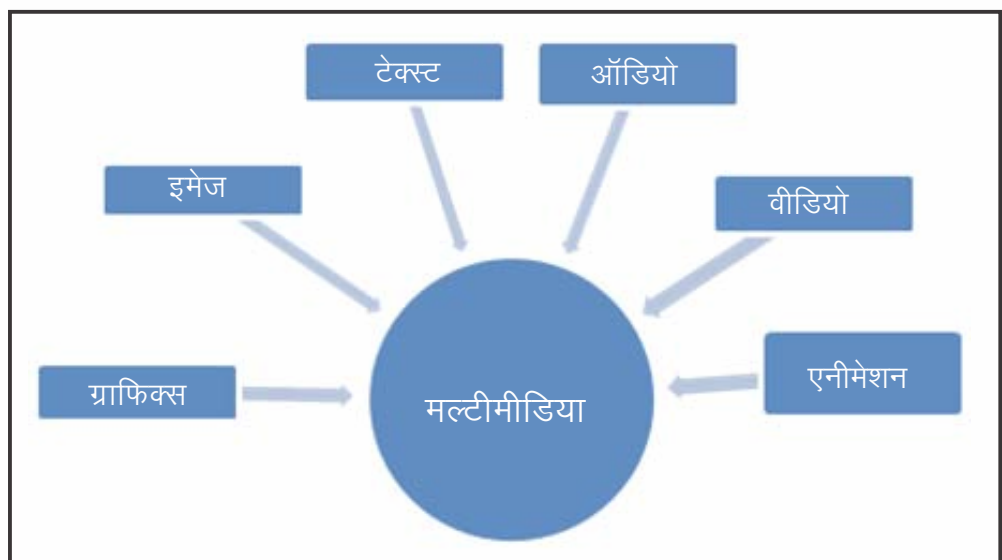 टेक्स्ट
ऑडियो
इमेज
वीडियो
ग्राफिक्स
एनीमेशन
मल्टीमीडिया